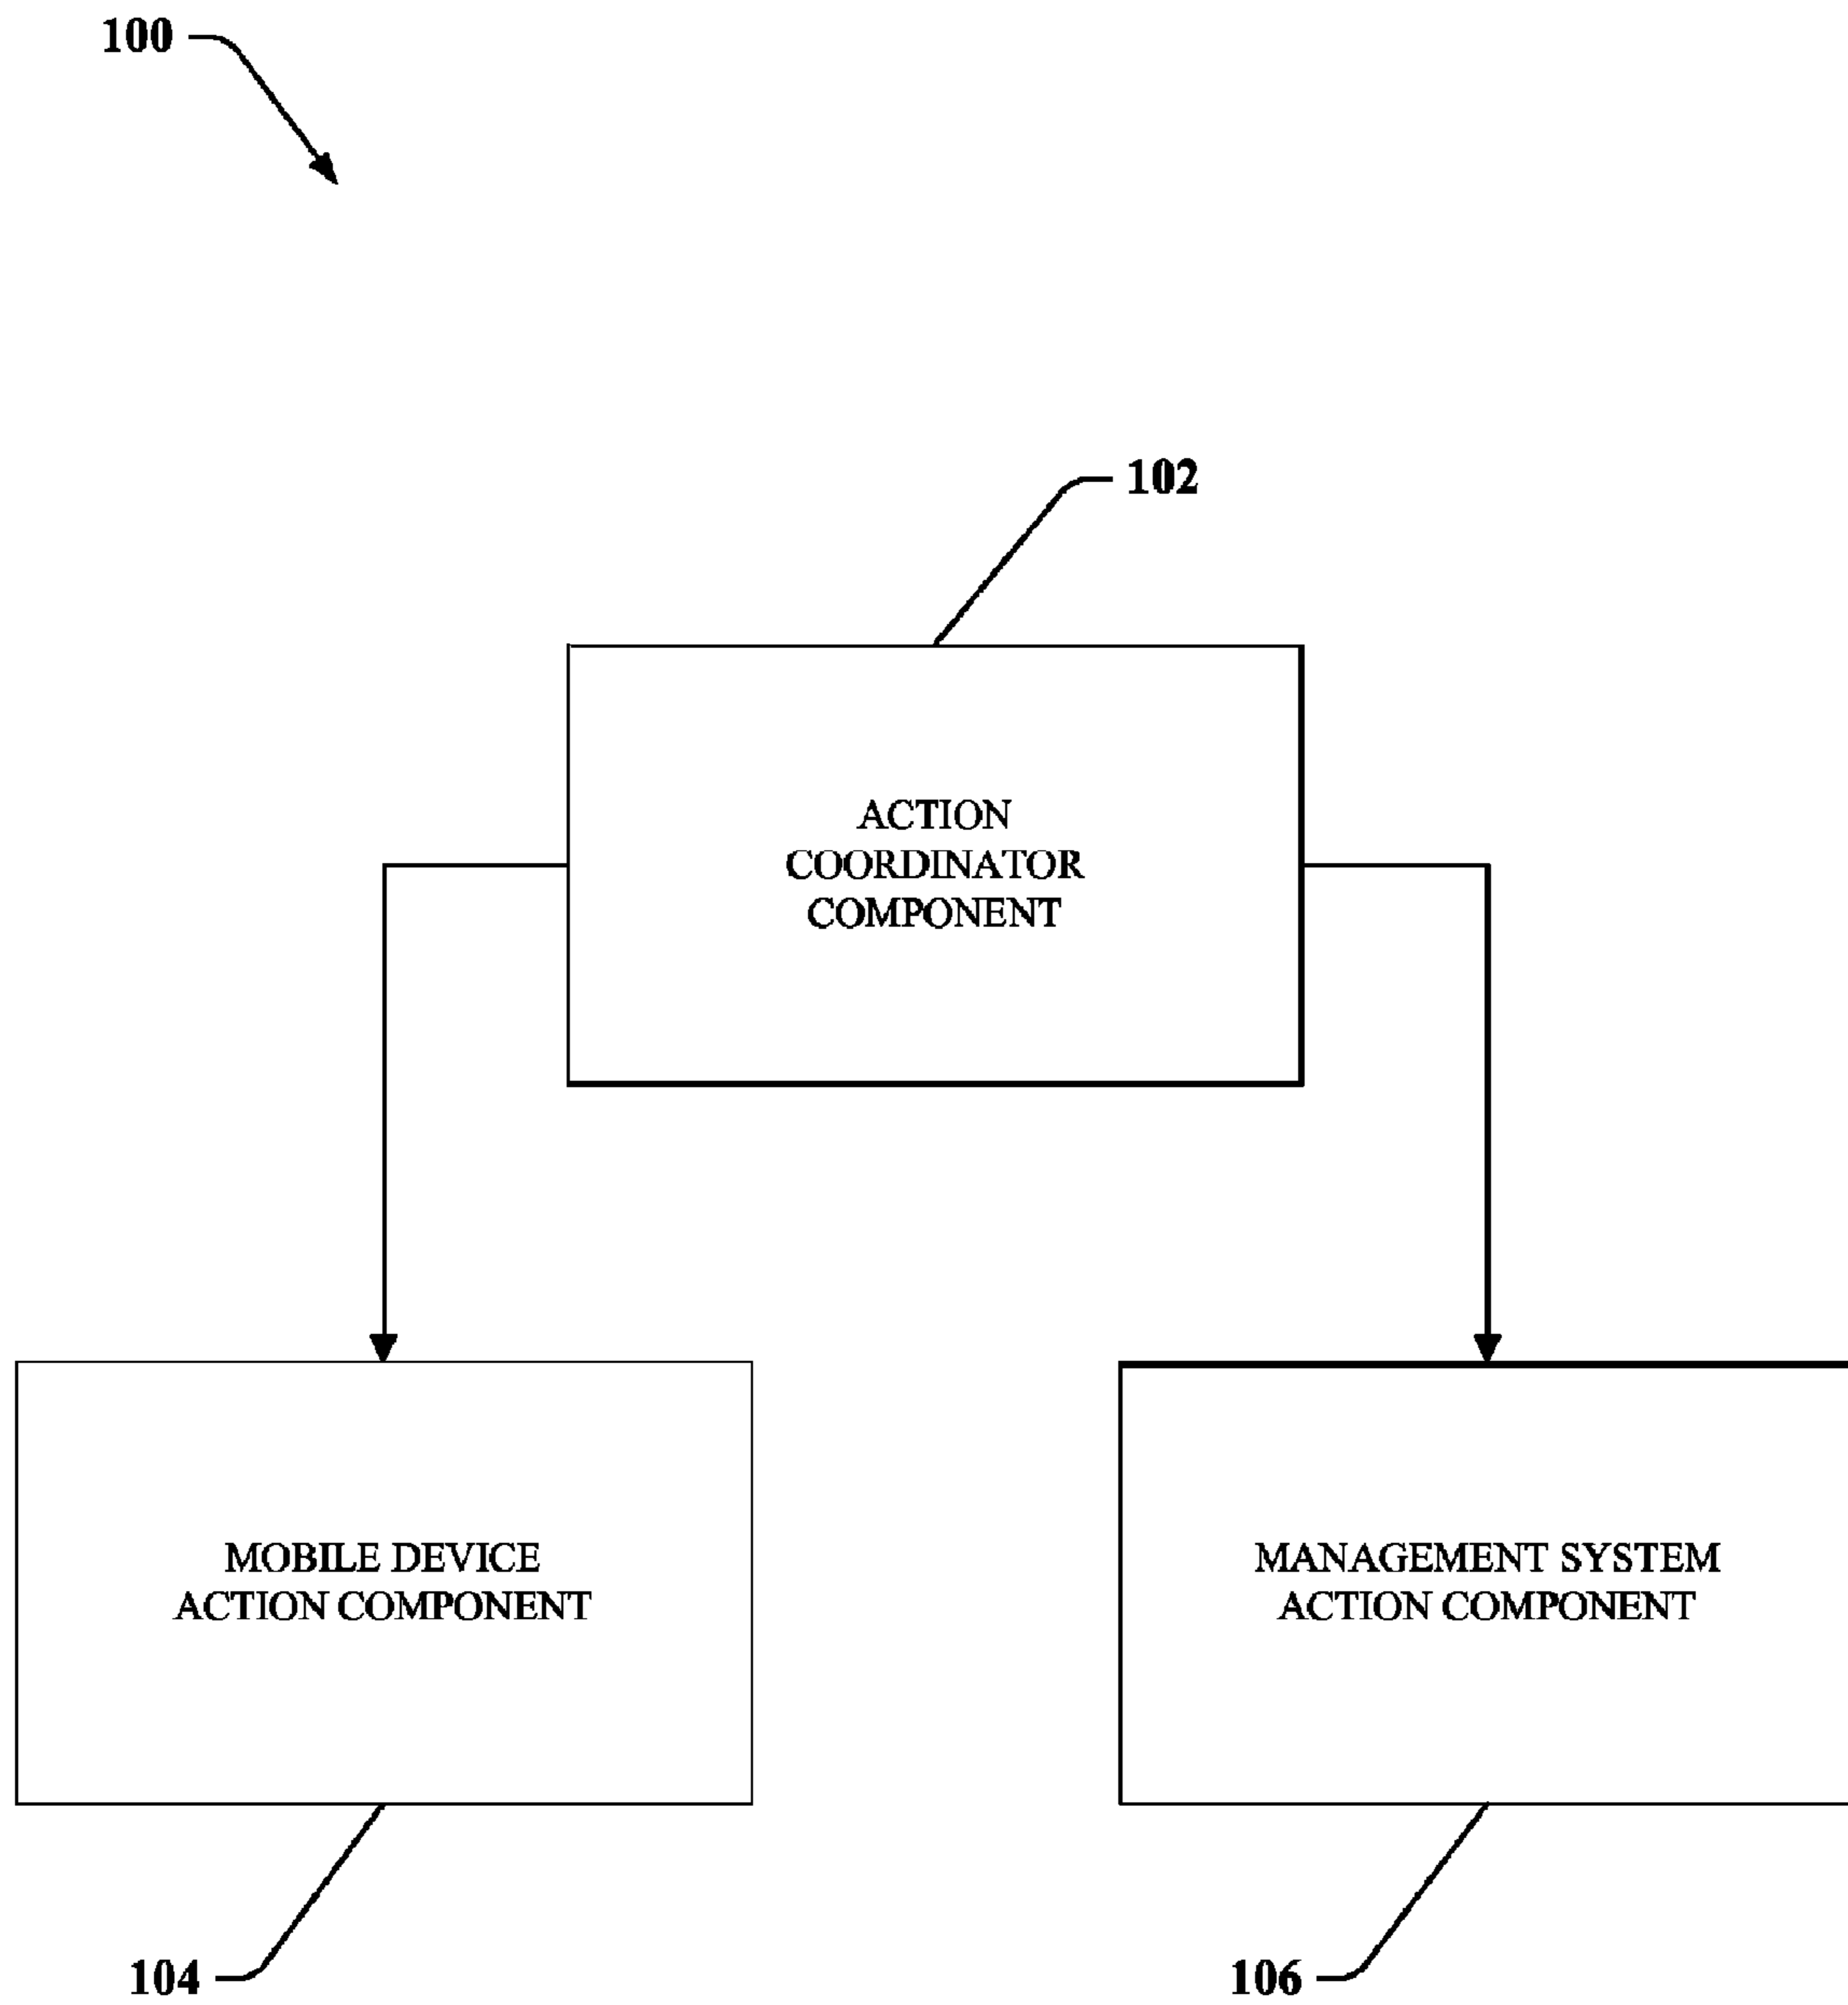 100
102
ACTION
COORDINATOR
COMPONENT
MOBILE DEVICE
ACTION COMPONENT
MANAGEMENT SYSTEM
ACTION COMPONENT
104
106